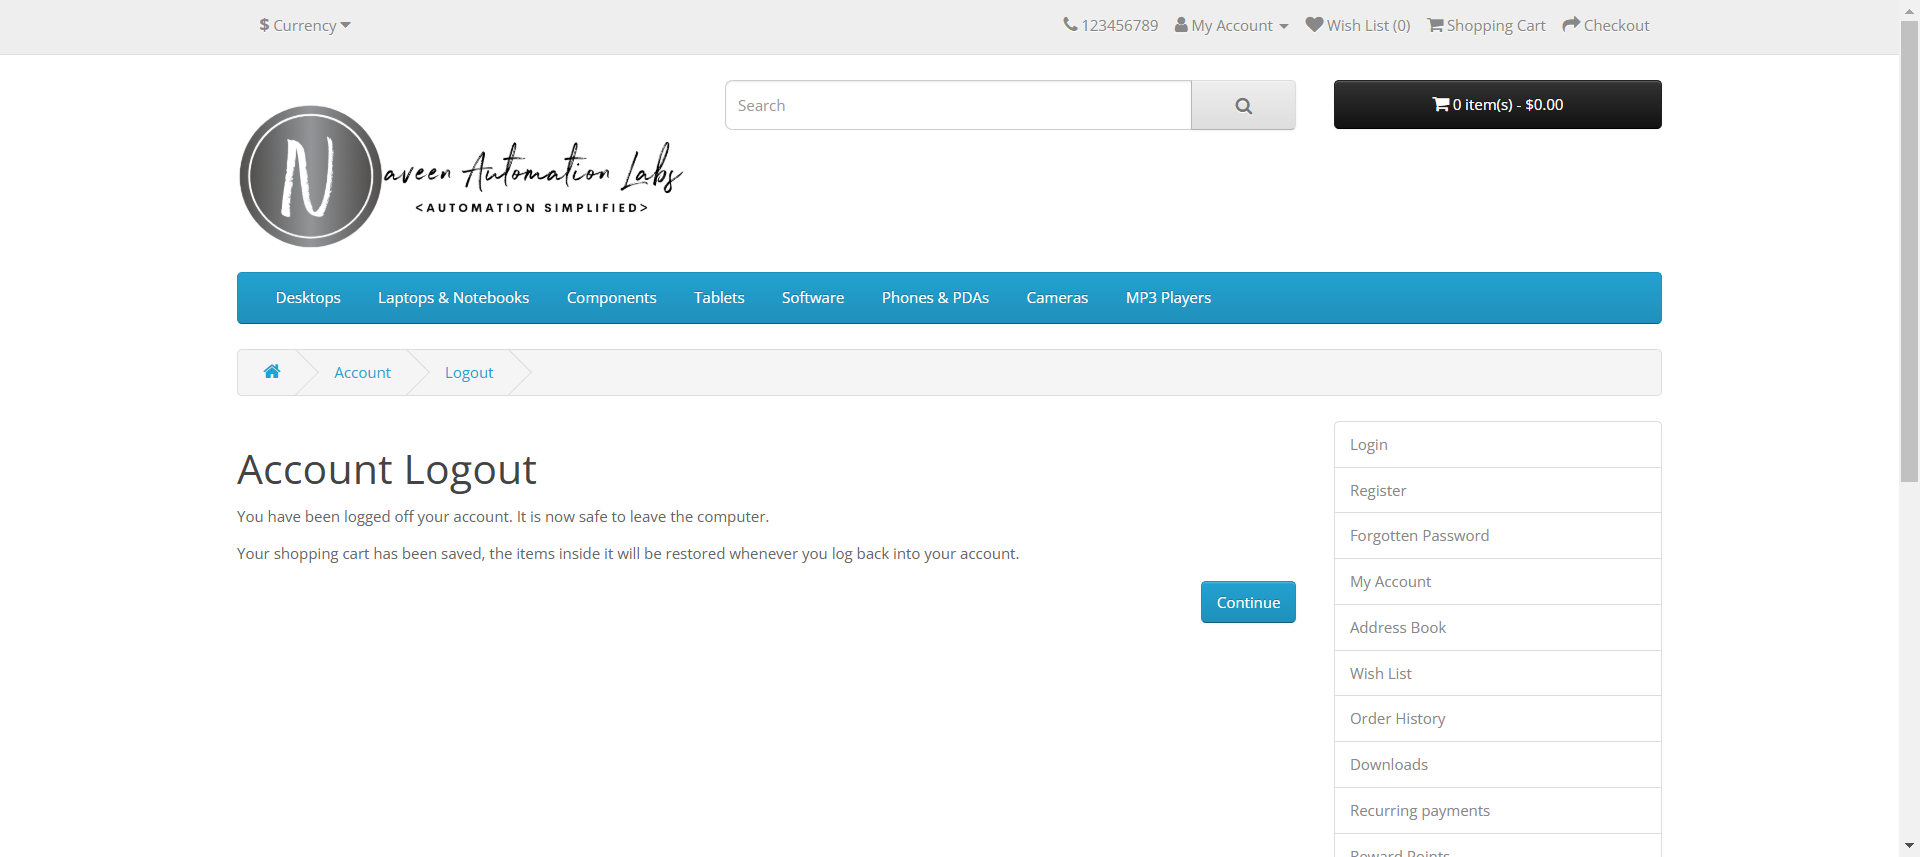 $ Currency
123456789 My Account Wish List (0) Shopping Cart Checkout
Search
0 item(s) - $0.00
Naveen Automation Labs
<AUTOMATION SIMPLIFIED>
Desktops Laptops & Notebooks Components Tablets Software Phones & PDAs Cameras MP3 Players
Account Logout
Account Logout
You have been logged off your account. It is now safe to leave the computer.
Your shopping cart has been saved, the items inside it will be restored whenever you log back into your account.
Continue
Login
Register
Forgotten Password
My Account
Address Book
Wish List
Order History
Downloads
Recurring payments
Reward Points